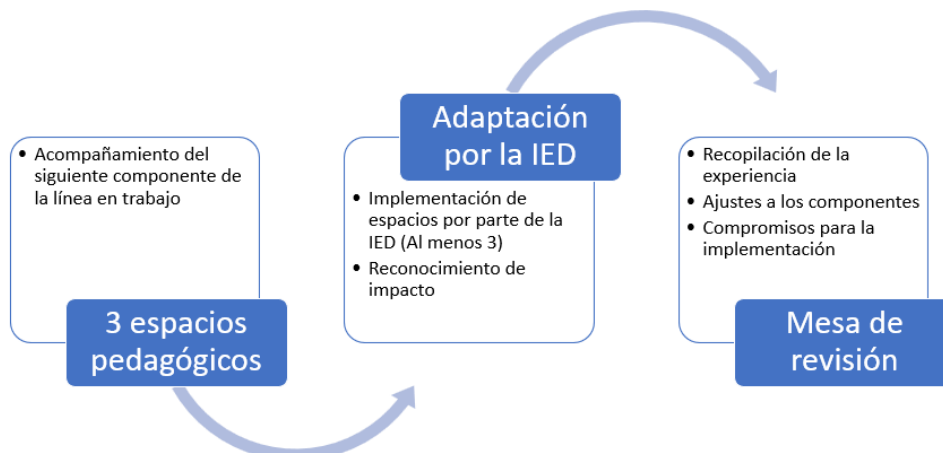 • Acompañamiento del
siguiente componente de
la línea en trabajo
3 espacios
pedagógicos
Adaptación
por la IED
• Implementación de
espacios por parte de la
IED (Al menos 3)
• Reconocimiento de
impacto
• Recopilación de la
experiencia
• Ajustes a los componentes
• Compromisos para la
implementación
Mesa de
revisión